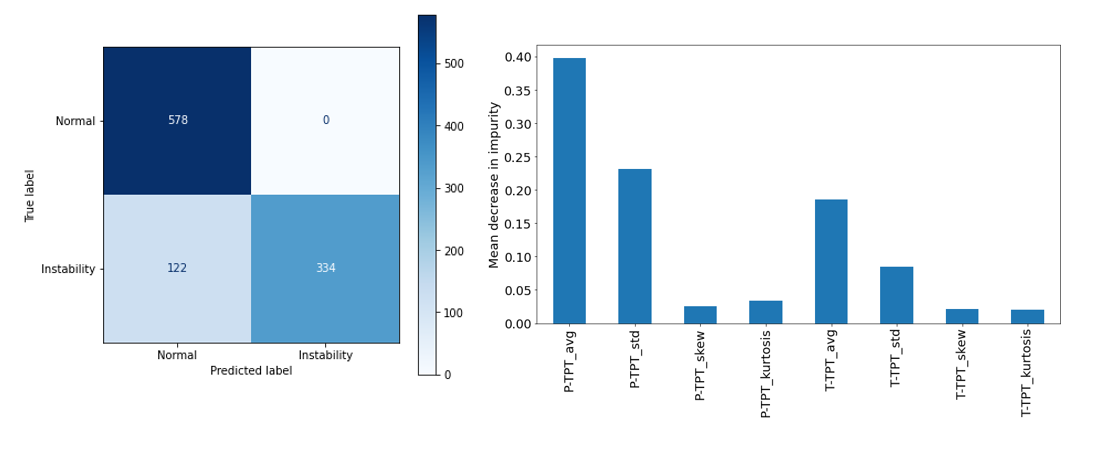 Normal
Instability
True label
578
0
122
334
Normal
Instability
Predicted label
500
400
300
200
100
0
Mean decrease in impurity
0.40
0.35
0.30
0.25
0.20
0.15
0.10
0.05
0.00
P-TPT_avg
P-TPT_std
P-TPT_skew
P-TPT_kurtosis
T-TPT_avg
T-TPT_std
T-TPT_skew
T-TPT_kurtosis